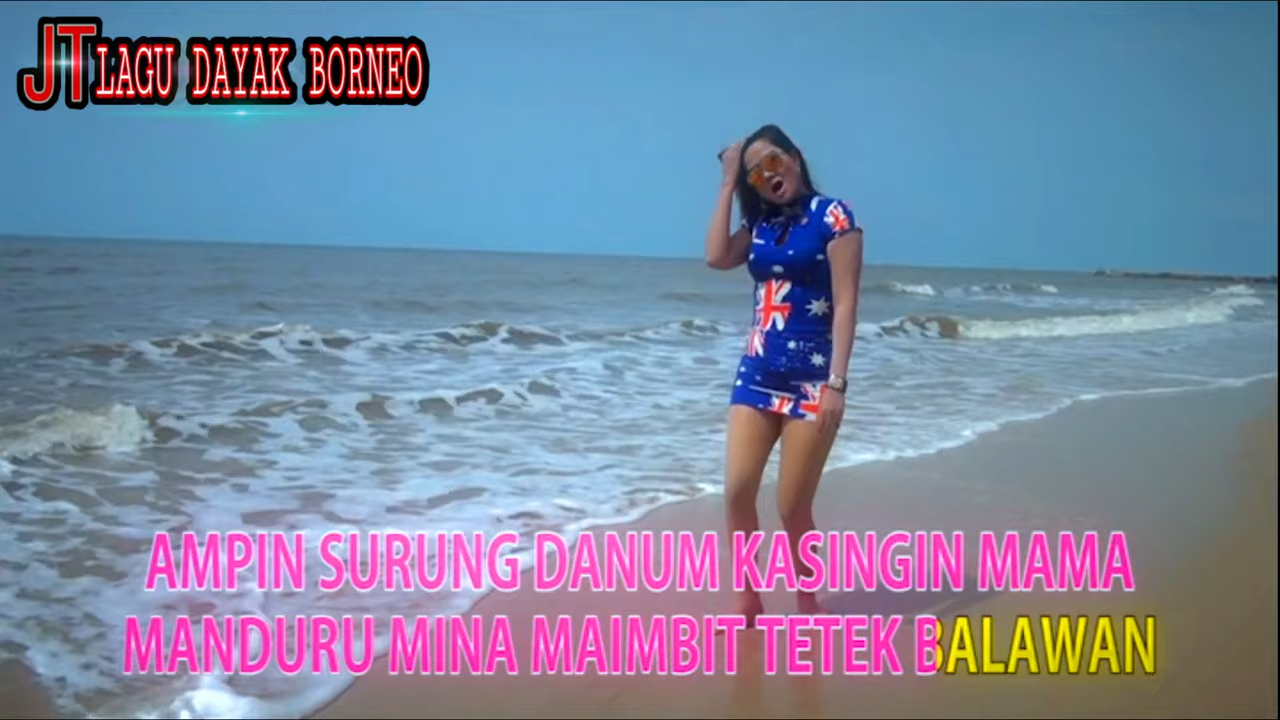 JT LAGU DAYAK BORNEO
AMPIN SURUNG DANUM KASINGIN MAMA
MANDURU MINA MAIMBIT TETEK BALAWAN